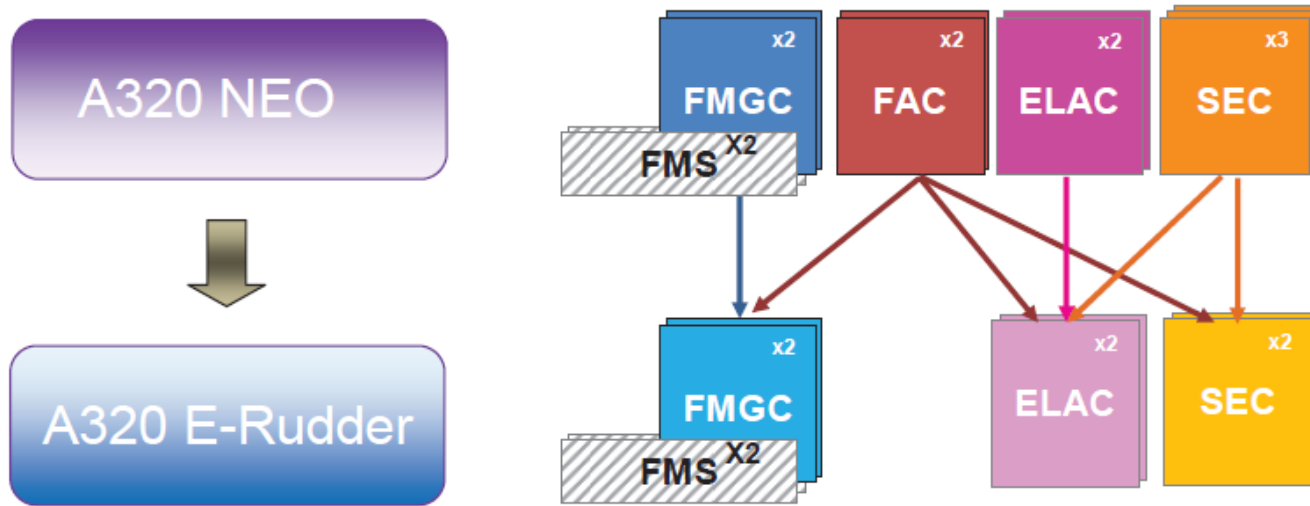 A320 NEO
x2
FMGC
FMS X2
x2
FAC
x2
ELAC
x3
SEC
A320 E-Rudder
x2
FMGC
FMS X2
x2
ELAC
x2
SEC